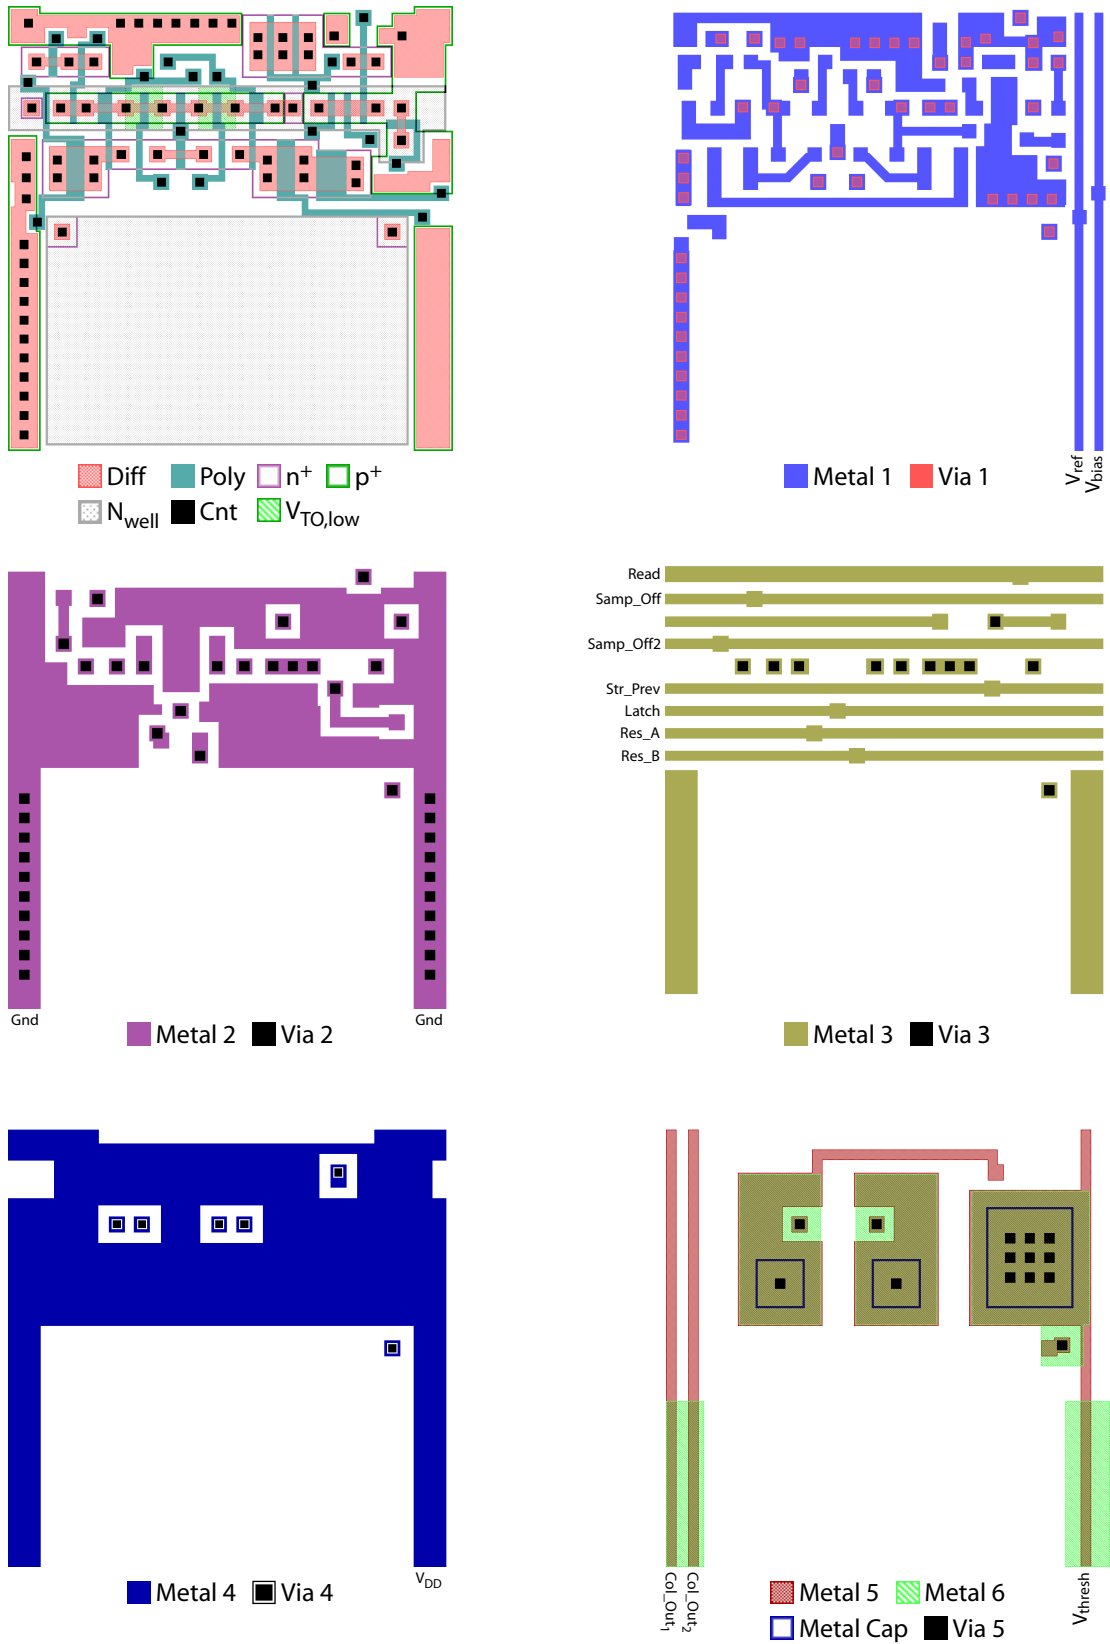 Diff Poly n+ p+
Nwell Cnt VTO,low
Metal 1 Via 1
Vref
Vbias
Read
Samp_Off
Samp_Off2
Str_Prev
Latch
Res_A
Res_B
Gnd
Gnd
Metal 2 Via 2
Metal 3 Via 3
VDD
Metal 4 Via 4
Col_Out1
Col_Out2
Vthresh
Metal 5 Metal 6
Metal Cap Via 5